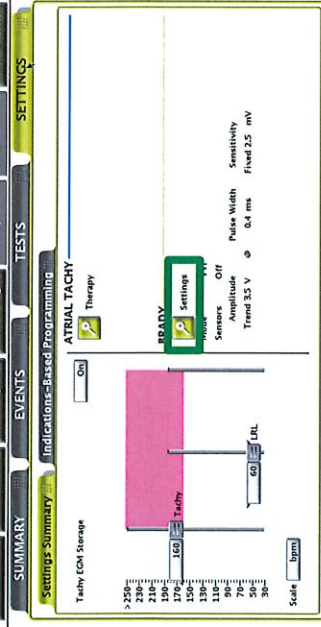 SUMMARY
EVENTS
TESTS
SETTINGS
Settings Summary
Indications-Based Programming
Tachy EGM Storage
On
>250
230
210
190
170
150
130
110
90
70
50
30
160
Tachy
60
LRL
Scale
bpm
ATRIAL TACHY
Therapy
BRADY
Settings
Mode
Sensors Off
Amplitude Pulse Width Sensitivity
Trend 3.5 V @ 0.4 ms Fixed 2.5 mV